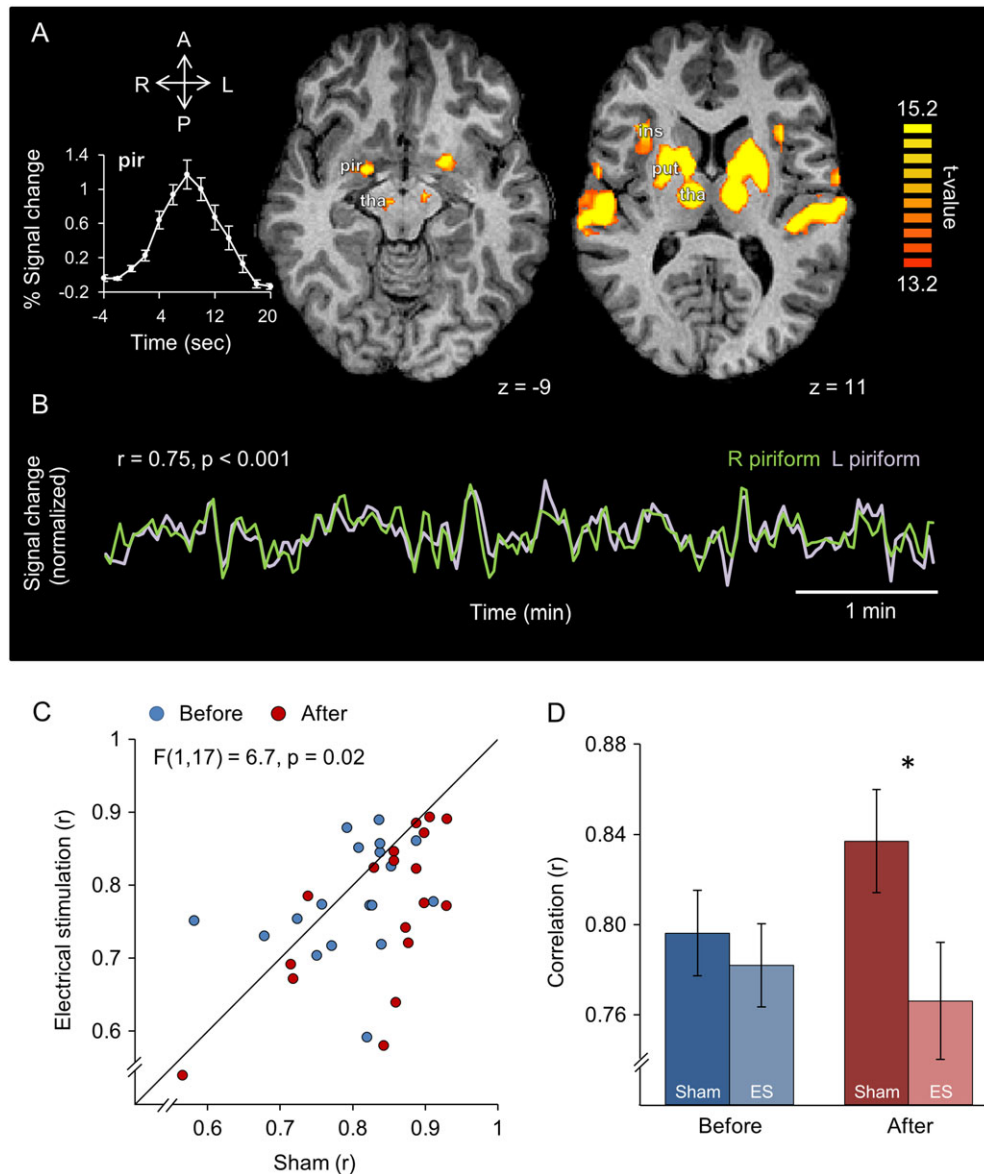 A
A
R L
P
pir
% Signal change
1.4
1
0.6
0.2
-0.2
-4 4 12 20
Time (sec)
pir
tha
z = -9
ins
put
tha
z = 11
15.2
t-value
13.2
B
r = 0.75, p < 0.001
R piriform L piriform
Signal change
(normalized)
Time (min)
1 min
C
Before After
F(1,17) = 6.7, p = 0.02
Electrical stimulation (r)
1
0.9
0.8
0.7
0.6
0.6 0.7 0.8 0.9 1
Sham (r)
D
Correlation (r)
0.88
0.84
0.80
0.76
*
Sham ES Sham ES
Before After